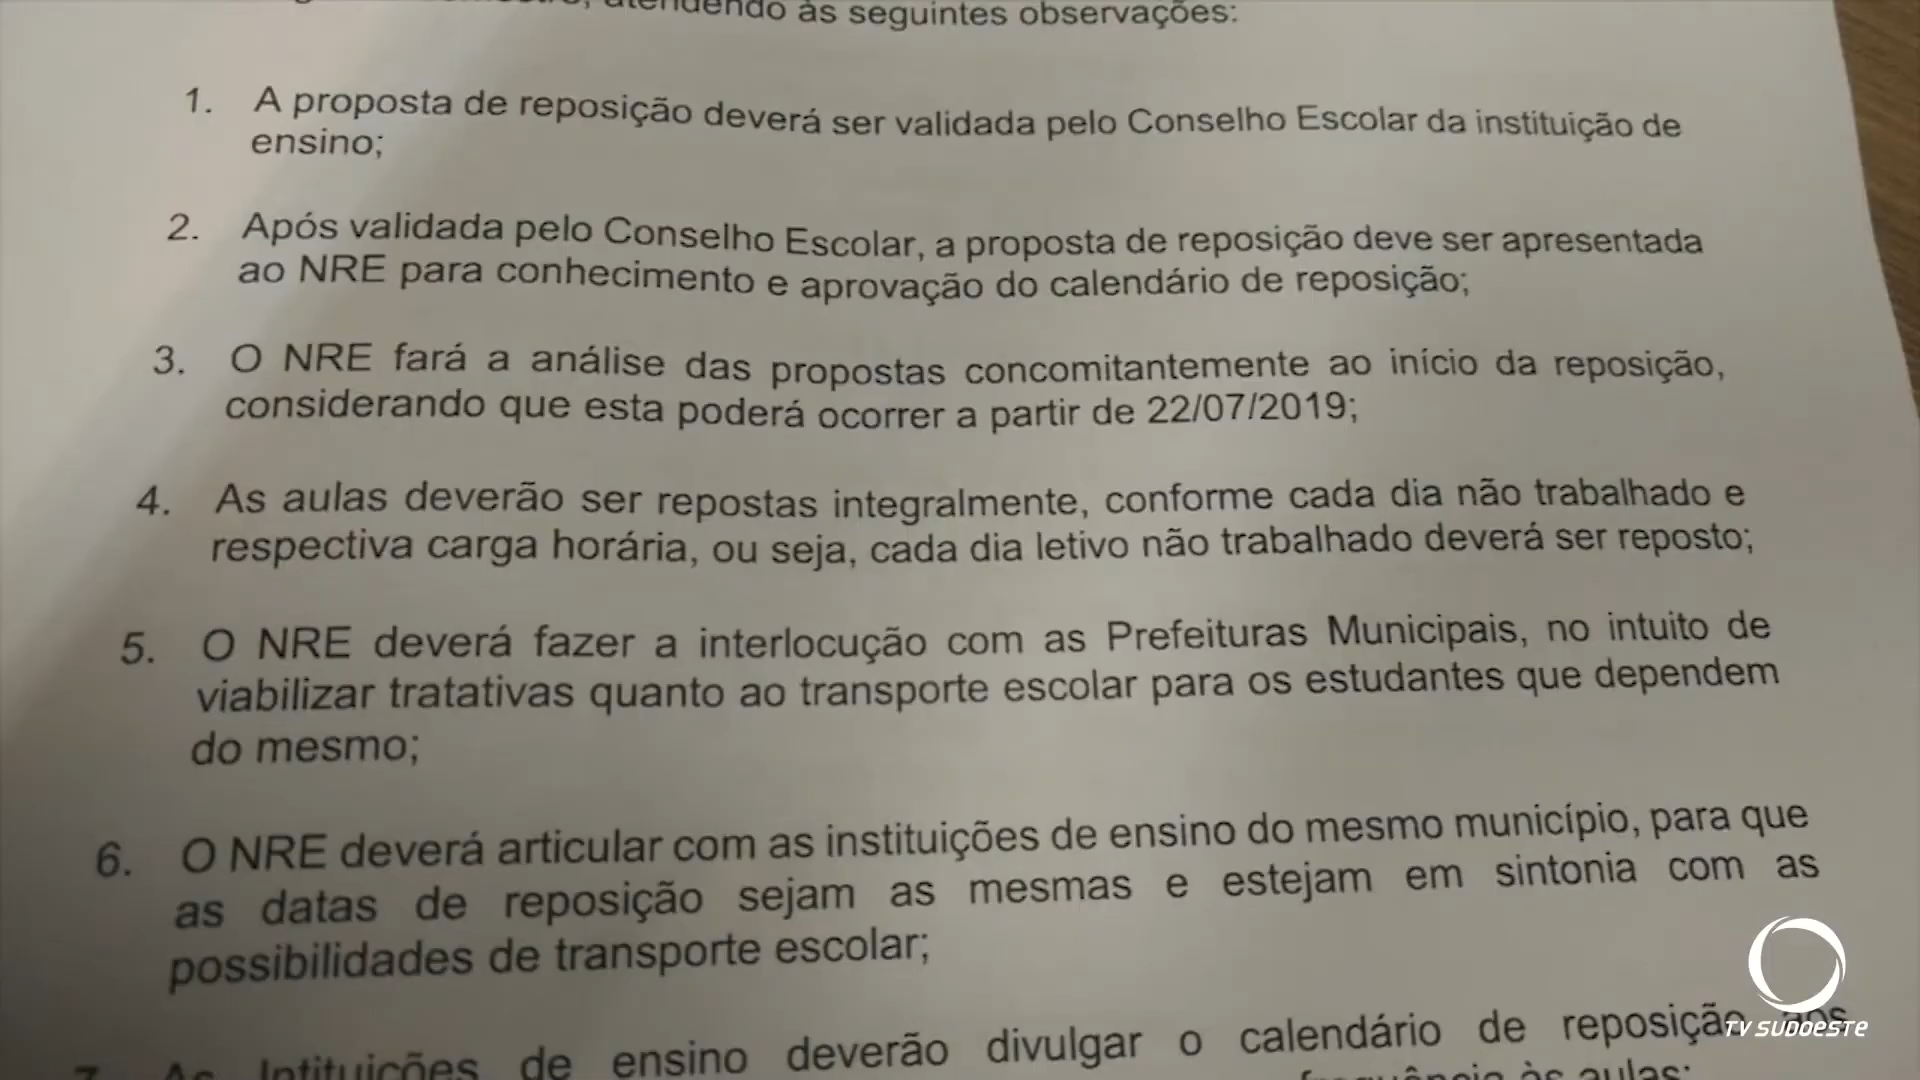 atendendo às seguintes observações:
1. A proposta de reposição deverá ser validada pelo Conselho Escolar da instituição de
ensino;
2. Após validada pelo Conselho Escolar, a proposta de reposição deve ser apresentada
ao NRE para conhecimento e aprovação do calendário de reposição;
3. O NRE fará a análise das propostas concomitantemente ao início da reposição,
considerando que esta poderá ocorrer a partir de 22/07/2019;
4. As aulas deverão ser repostas integralmente, conforme cada dia não trabalhado e
respectiva carga horária, ou seja, cada dia letivo não trabalhado deverá ser reposto;
5. O NRE deverá fazer a interlocução com as Prefeituras Municipais, no intuito de
viabilizar tratativas quanto ao transporte escolar para os estudantes que dependem
do mesmo;
6. O NRE deverá articular com as instituições de ensino do mesmo município, para que
as datas de reposição sejam as mesmas e estejam em sintonia com as
possibilidades de transporte escolar;
7. As Intituições de ensino deverão divulgar o calendário de reposição aos
às aulas;
TV SUDOESTE